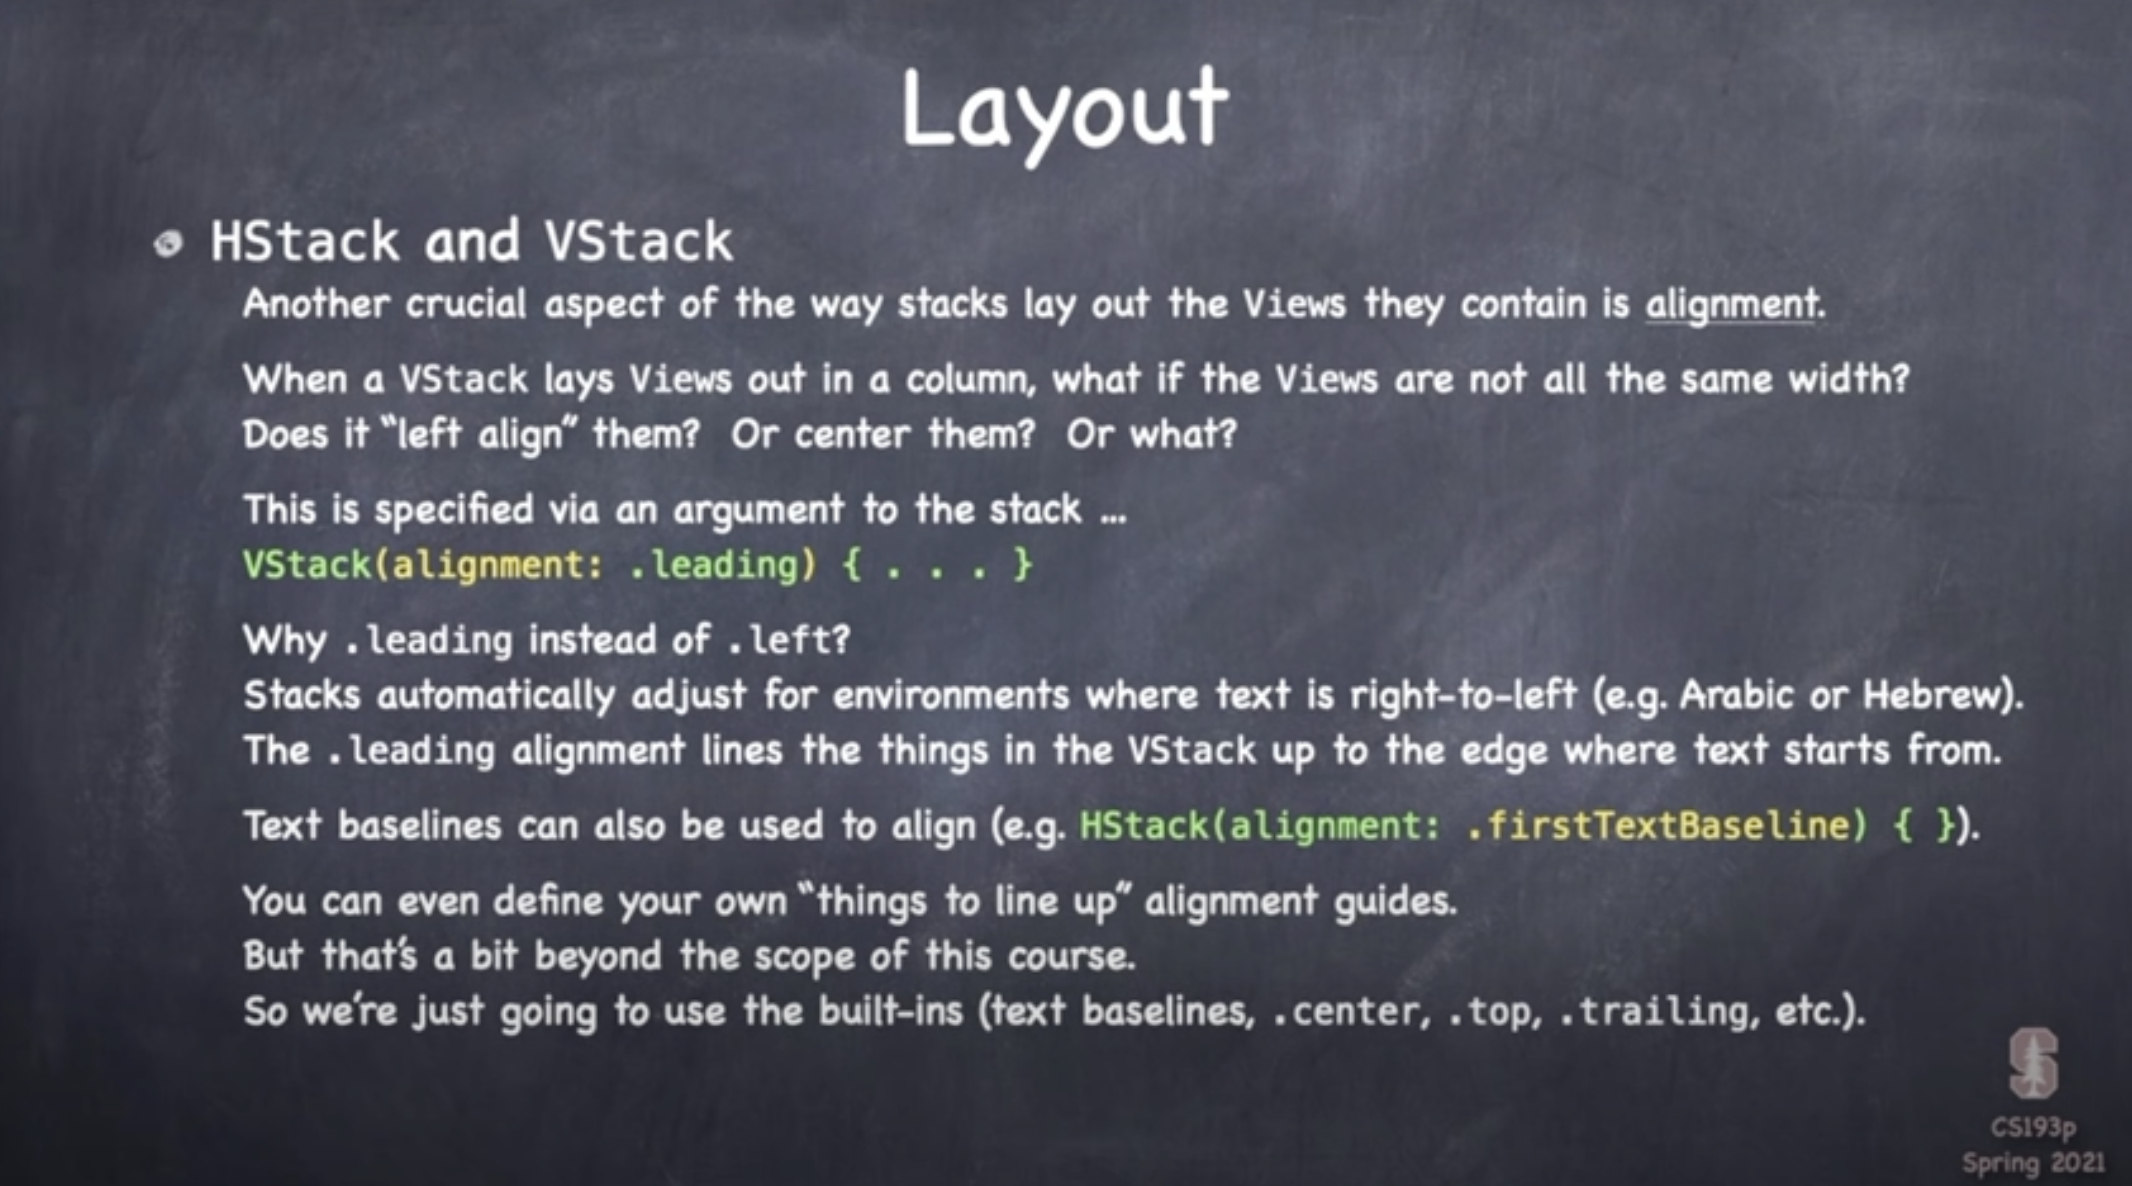 Layout
HStack and VStack
Another crucial aspect of the way stacks lay out the Views they contain is alignment.
When a VStack lays Views out in a column, what if the Views are not all the same width?
Does it “left align” them?  Or center them?  Or what?
This is specified via an argument to the stack ...
VStack(alignment: .leading) { . . . }
Why .leading instead of .left?
Stacks automatically adjust for environments where text is right-to-left (e.g. Arabic or Hebrew).
The .leading alignment lines the things in the VStack up to the edge where text starts from.
Text baselines can also be used to align (e.g. HStack(alignment: .firstTextBaseline) { }).
You can even define your own “things to line up” alignment guides.
But that’s a bit beyond the scope of this course.
So we’re just going to use the built-ins (text baselines, .center, .top, .trailing, etc.).
S
CS193p
Spring 2021